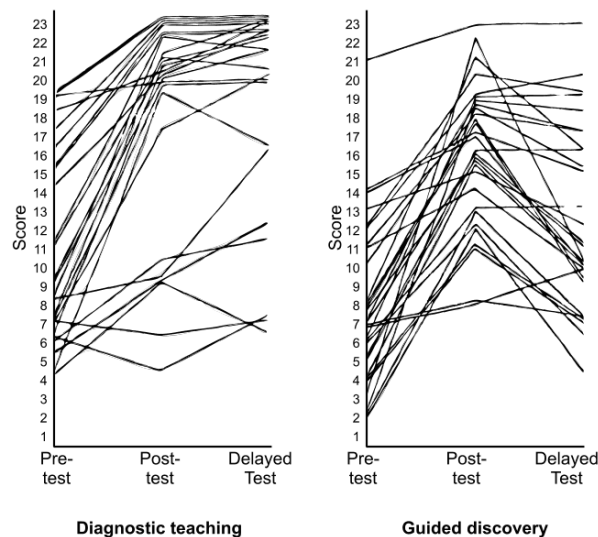 23
22
21
20
19
18
17
16
15
14
13
12
11
10
9
8
7
6
5
4
3
2
1
Score
Pre-
test
Post-
test
Delayed
Test
Diagnostic teaching
23
22
21
20
19
18
17
16
15
14
13
12
11
10
9
8
7
6
5
4
3
2
1
Score
Pre-
test
Post-
test
Delayed
Test
Guided discovery